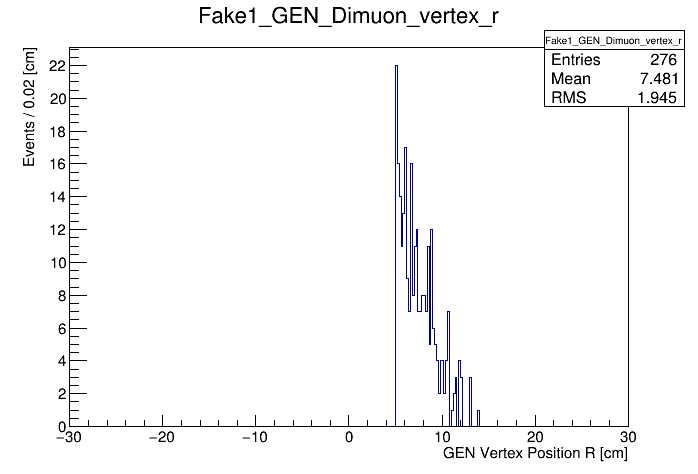 Fake1_GEN_Dimuon_vertex_r
Fake1_GEN_Dimuon_vertex_r
Entries 276
Mean 7.481
RMS 1.945
Events / 0.02 [cm]
22
20
18
16
14
12
10
8
6
4
2
0
−30 −20 −10 0 10 20 30
GEN Vertex Position R [cm]